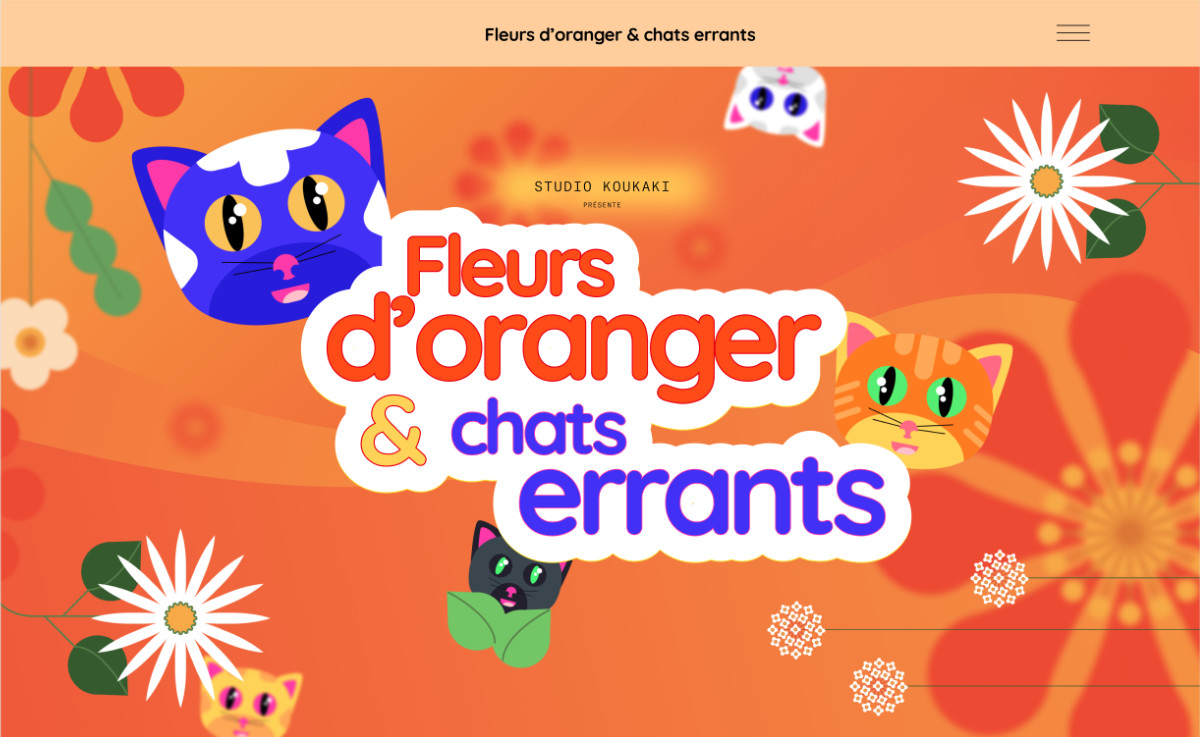 Fleurs d’oranger & chats errants
STUDIO KOUKAKI
PRÉSENTE
Fleurs
d’oranger
& chats
errants